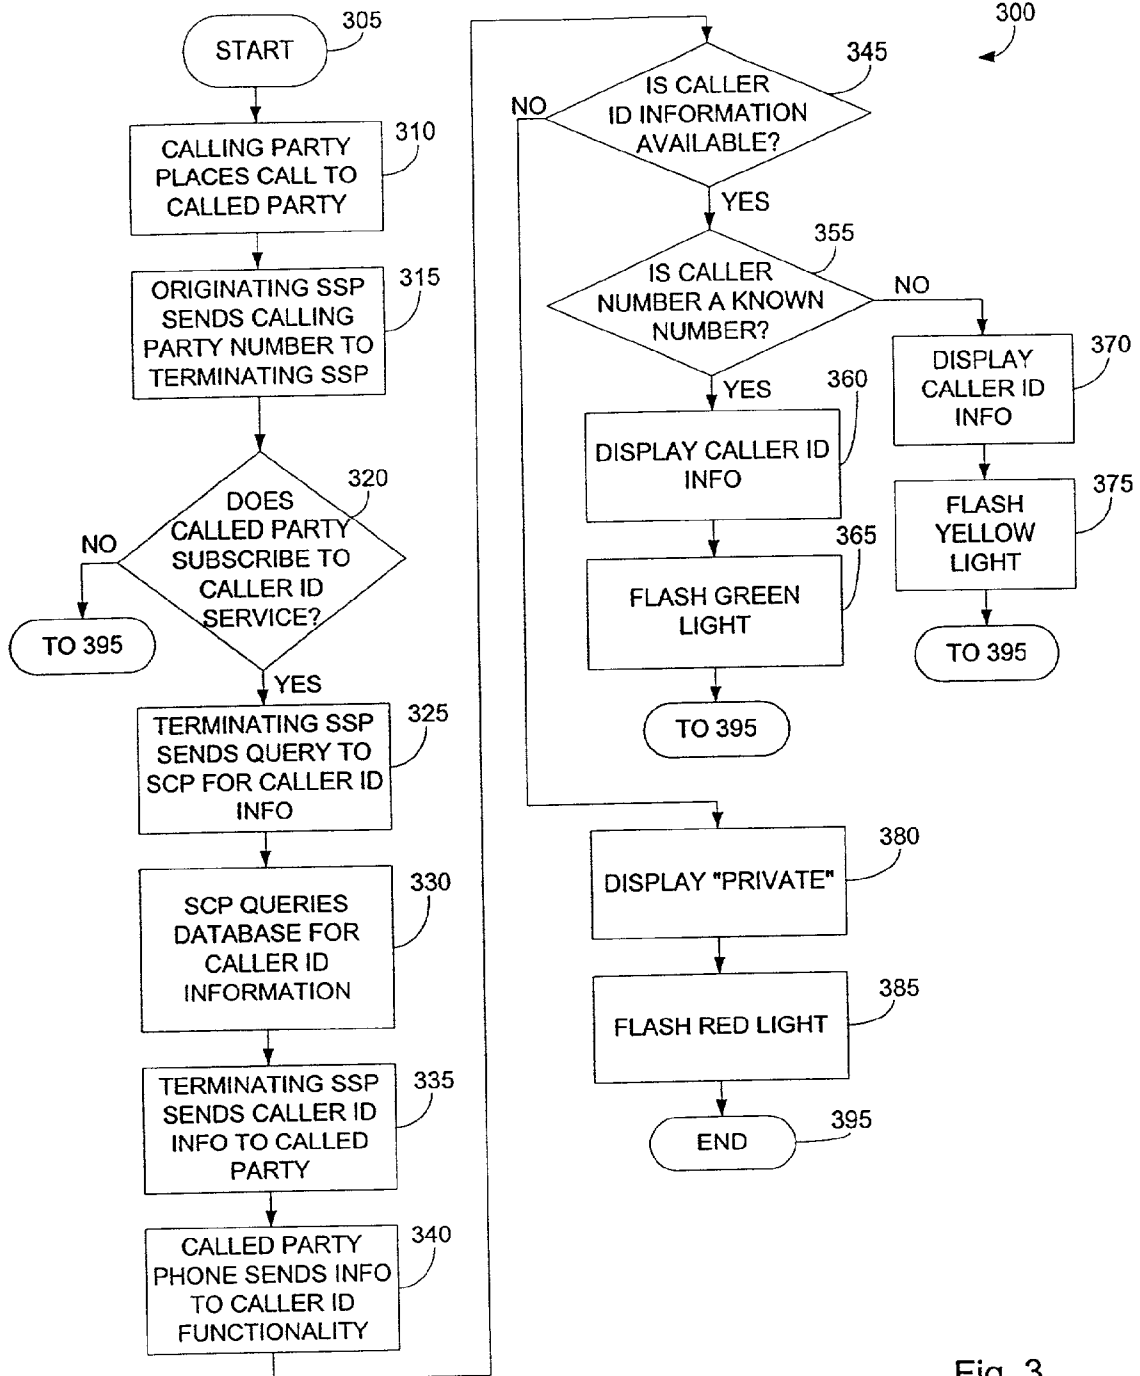 START
305
CALLING PARTY
PLACES CALL TO
CALLED PARTY
310
ORIGINATING SSP
SENDS CALLING
PARTY NUMBER TO
TERMINATING SSP
315
DOES
CALLED PARTY
SUBSCRIBE TO
CALLER ID
SERVICE?
320
NO
TO 395
YES
TERMINATING SSP
SENDS QUERY TO
SCP FOR CALLER ID
INFO
325
SCP QUERIES
DATABASE FOR
CALLER ID
INFORMATION
330
TERMINATING SSP
SENDS CALLER ID
INFO TO CALLED
PARTY
335
CALLED PARTY
PHONE SENDS INFO
TO CALLER ID
FUNCTIONALITY
340
300
IS CALLER
ID INFORMATION
AVAILABLE?
345
NO
YES
IS CALLER
NUMBER A KNOWN
NUMBER?
355
NO
YES
DISPLAY CALLER ID
INFO
360
FLASH GREEN
LIGHT
365
TO 395
DISPLAY
CALLER ID
INFO
370
FLASH
YELLOW
LIGHT
375
TO 395
DISPLAY "PRIVATE"
380
FLASH RED LIGHT
385
END
395
Fig. 3